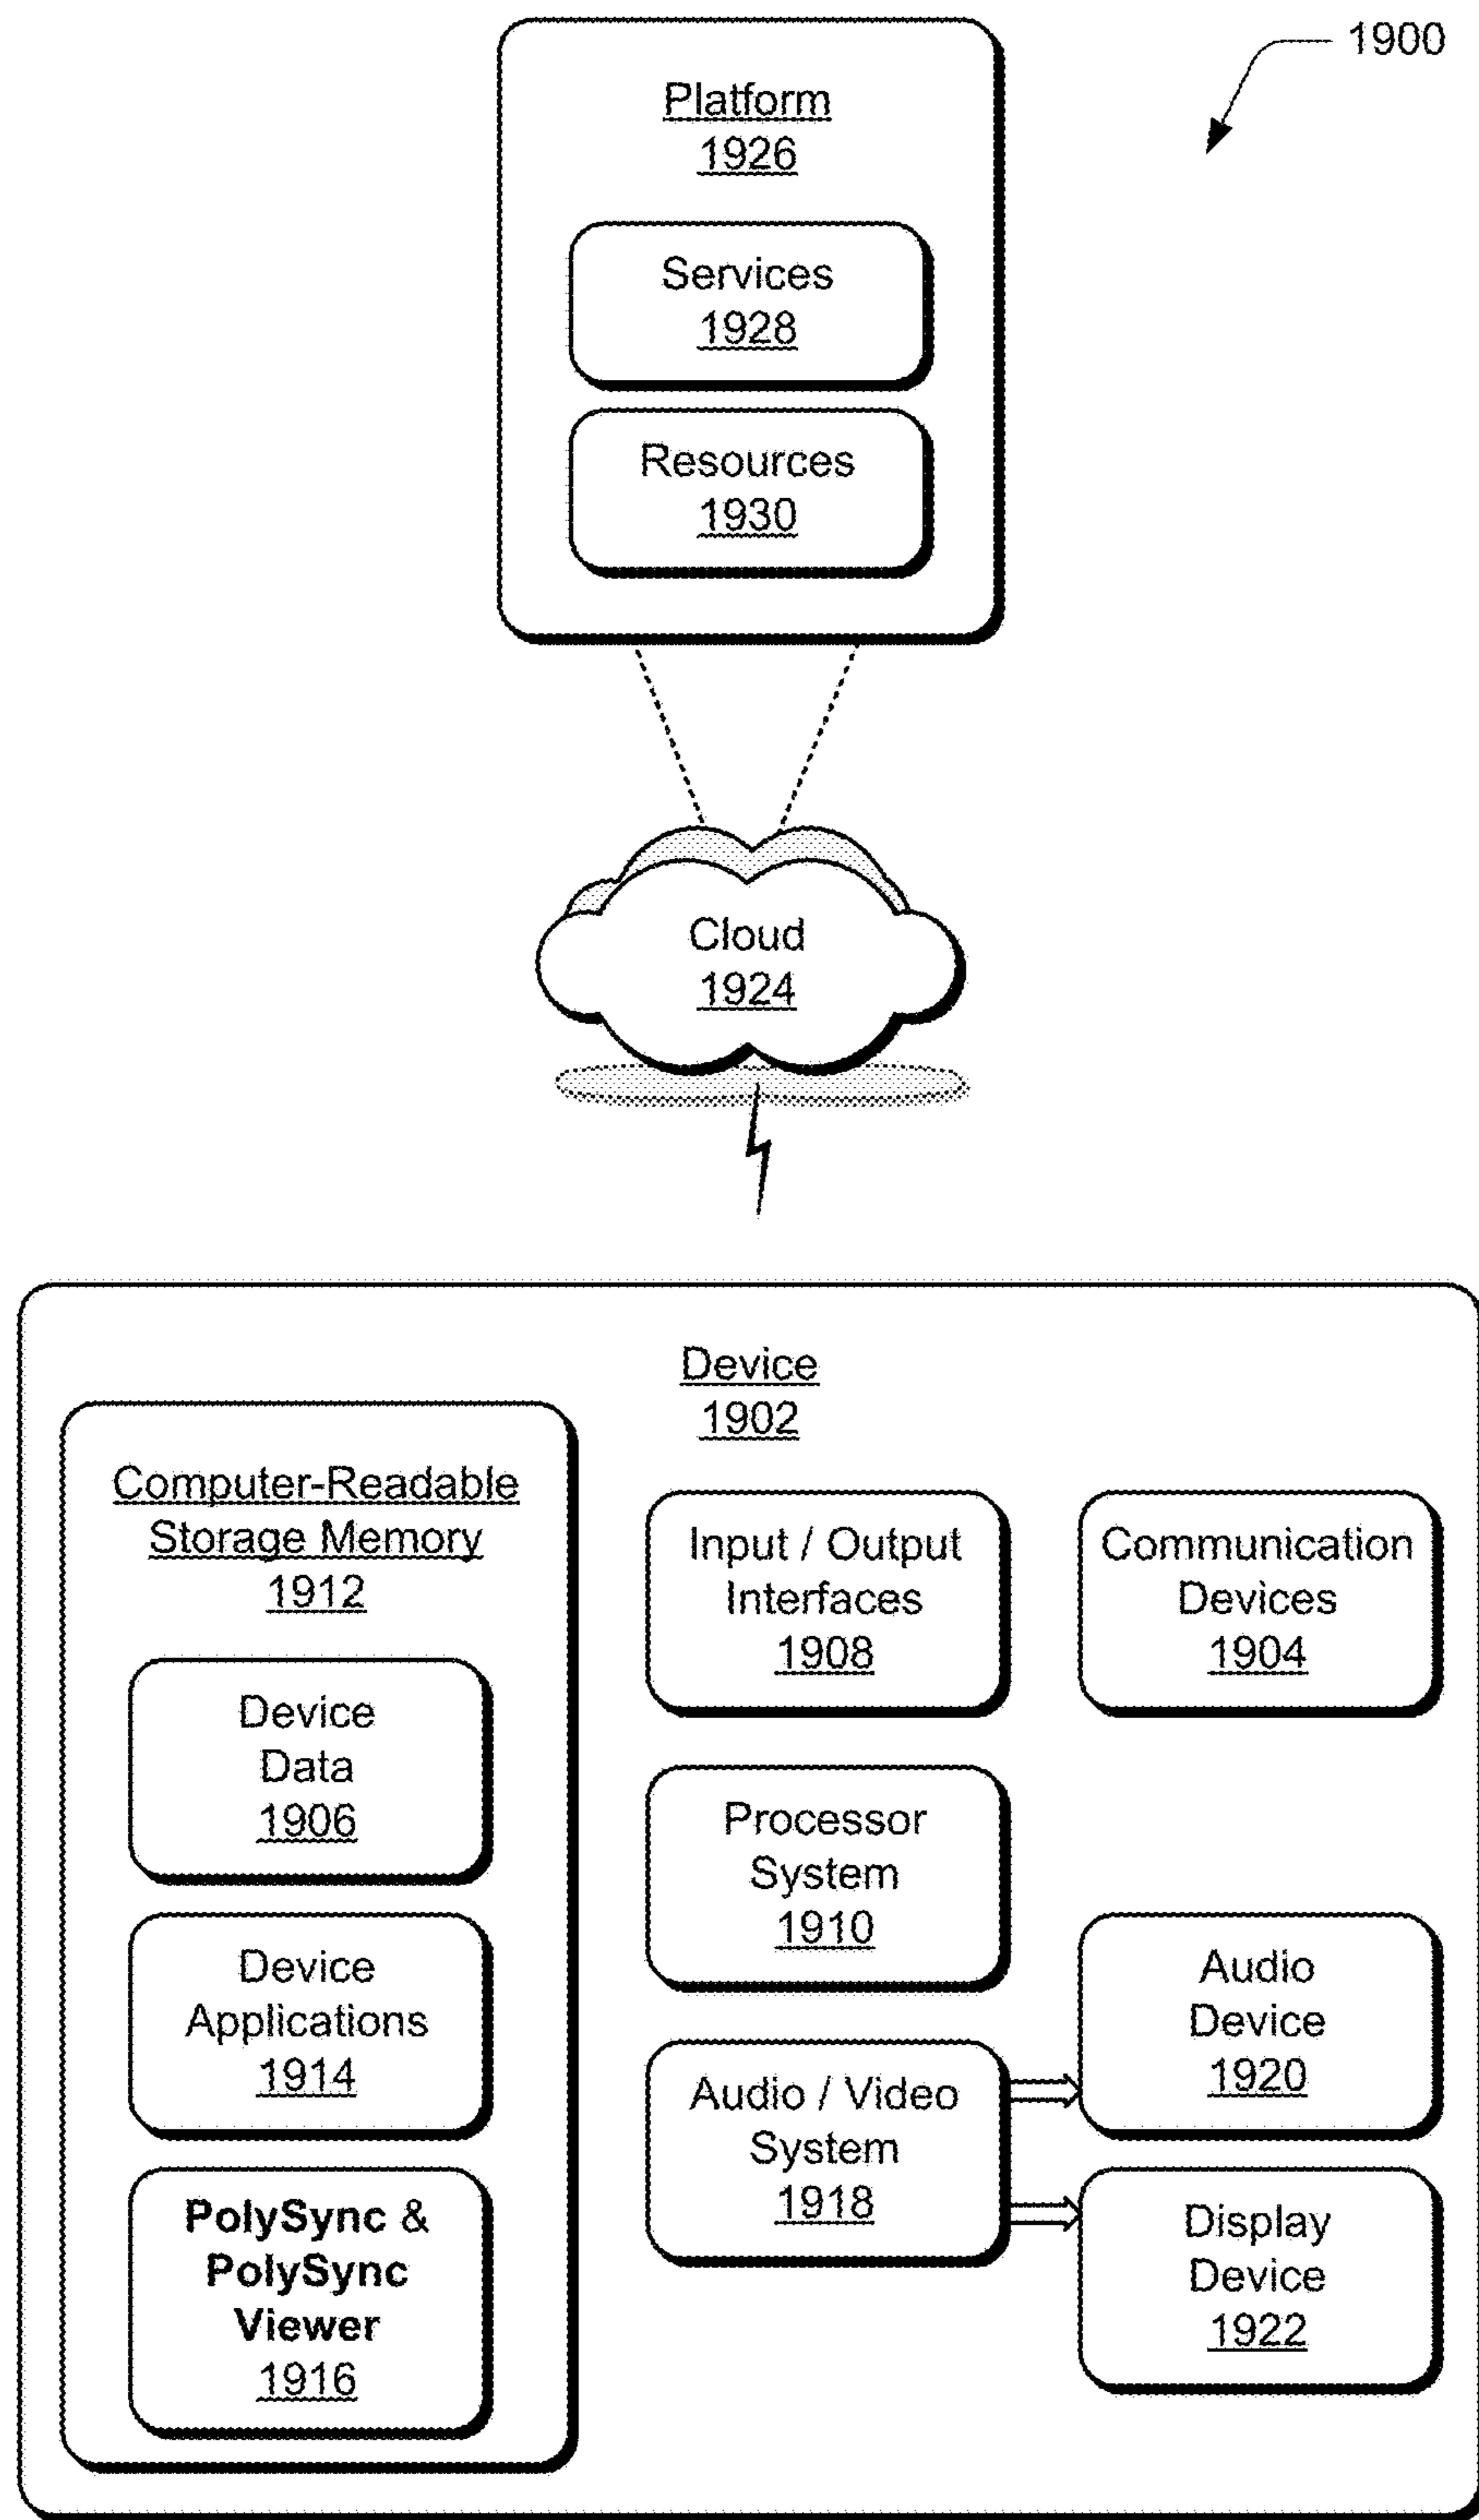 1900
Platform
1926
Services
1928
Resources
1930
Cloud
1924
Device
1902
Computer-Readable
Storage Memory
1912
Device
Data
1906
Device
Applications
1914
PolySync &
PolySync
Viewer
1916
Input / Output
Interfaces
1908
Processor
System
1910
Audio / Video
System
1918
Communication
Devices
1904
Audio
Device
1920
Display
Device
1922